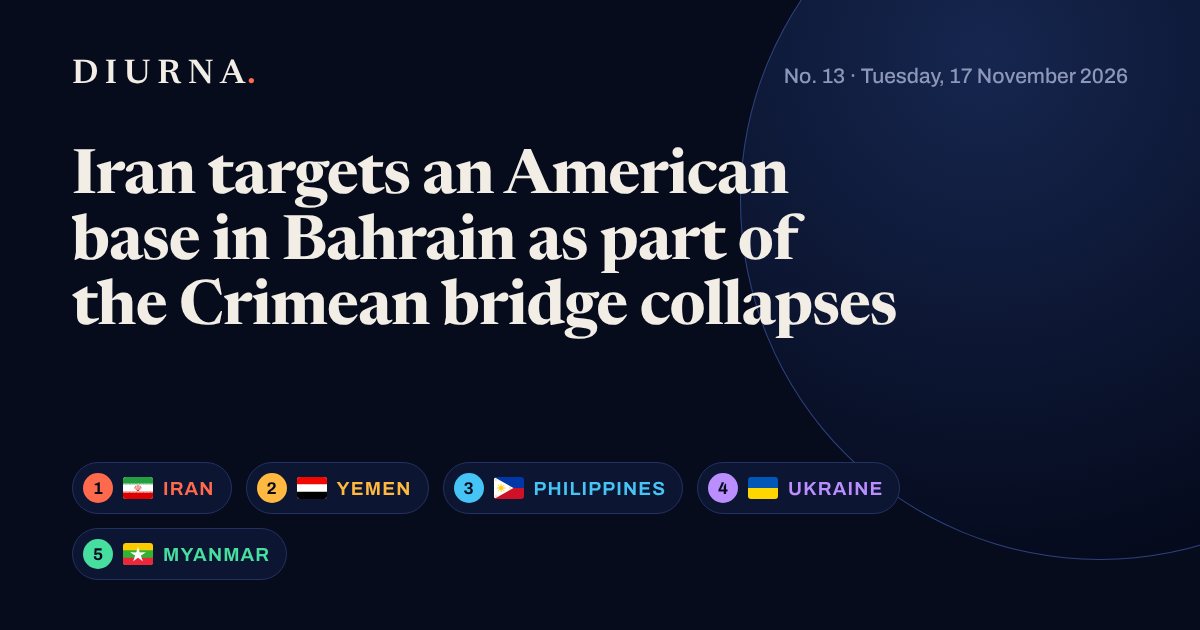 DIURNA.
No. 13 · Tuesday, 17 November 2026
Iran targets an American
base in Bahrain as part of
the Crimean bridge collapses
1 IRAN
2 YEMEN
3 PHILIPPINES
4 UKRAINE
5 MYANMAR